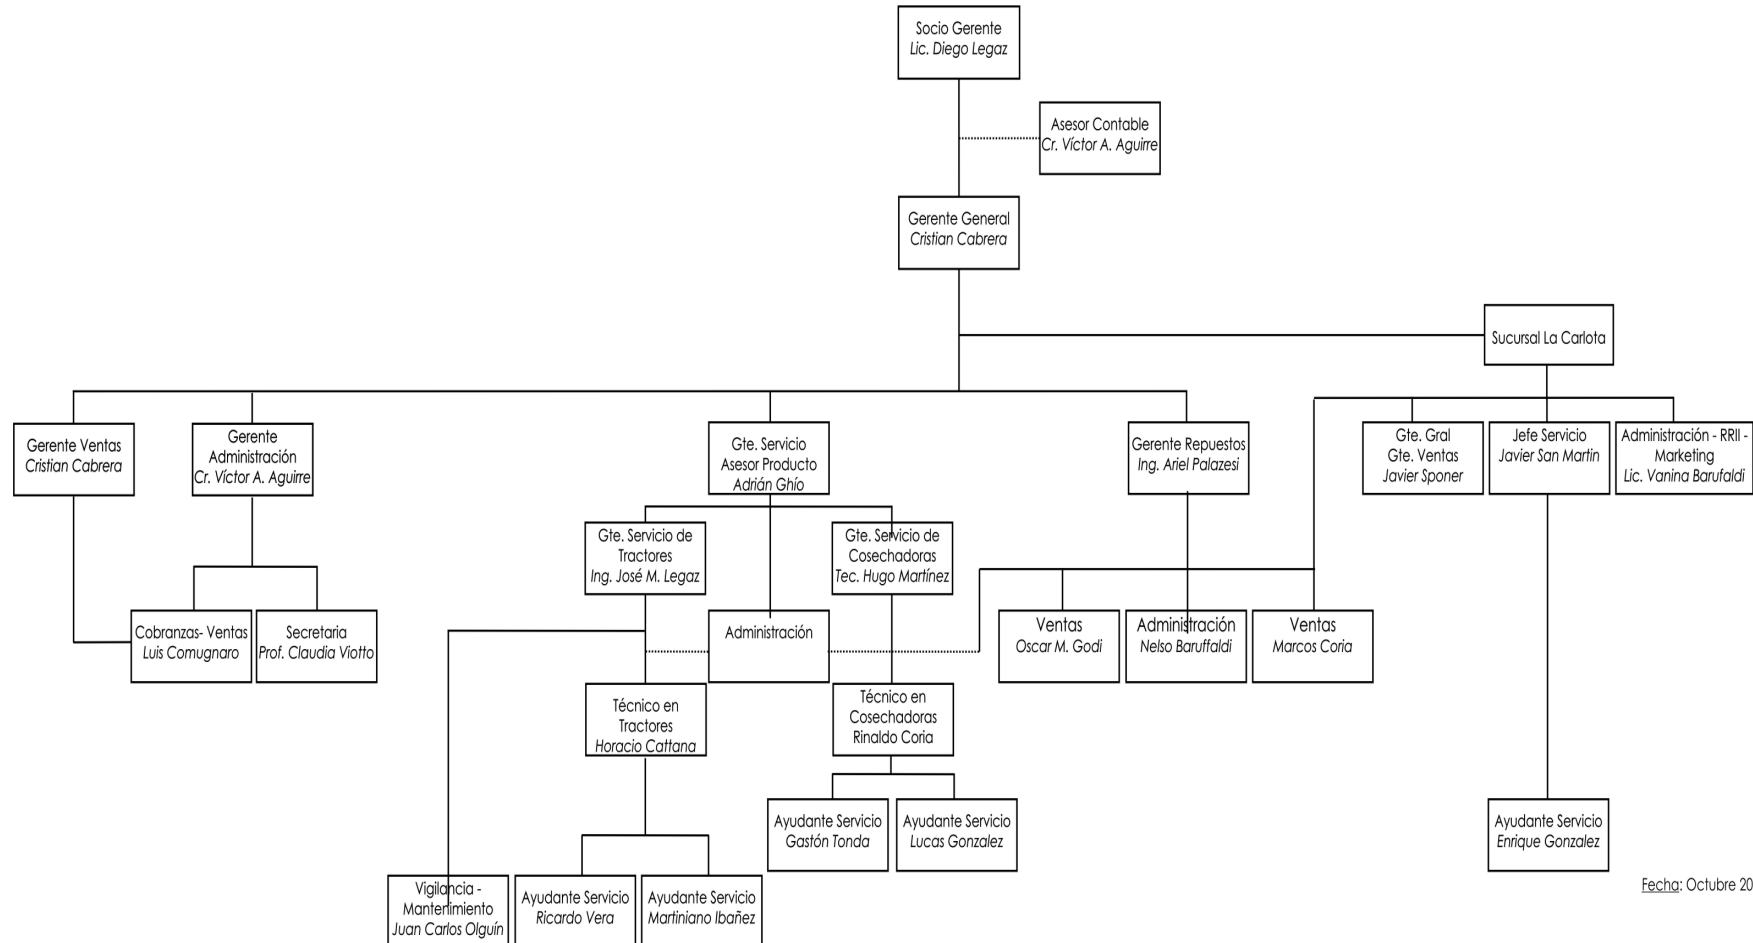 Socio Gerente
Lic. Diego Legaz
Asesor Contable
Cr. Víctor A. Aguirre
Gerente General
Cristian Cabrera
Sucursal La Carlota
Gerente Ventas
Cristian Cabrera
Gerente
Administración
Cr. Víctor A. Aguirre
Gte. Servicio
Asesor Producto
Adrián Ghío
Gerente Repuestos
Ing. Ariel Palazesi
Gte. Gral
Gte. Ventas
Javier Sponer
Jefe Servicio
Javier San Martin
Administración - RRII -
Marketing
Lic. Vanina Barufaldi
Gte. Servicio de
Tractores
Ing. José M. Legaz
Gte. Servicio de
Cosechadoras
Tec. Hugo Martínez
Cobranzas- Ventas
Luis Comugnaro
Secretaria
Prof. Claudia Viotto
Administración
Ventas
Oscar M. Godi
Administración
Nelso Baruffaldi
Ventas
Marcos Coria
Técnico en
Tractores
Horacio Cattana
Técnico en
Cosechadoras
Rinaldo Coria
Ayudante Servicio
Gastón Tonda
Ayudante Servicio
Lucas Gonzalez
Ayudante Servicio
Enrique Gonzalez
Vigilancia -
Mantenimiento
Juan Carlos Olguín
Ayudante Servicio
Ricardo Vera
Ayudante Servicio
Martiniano Ibañez
Fecha: Octubre 20